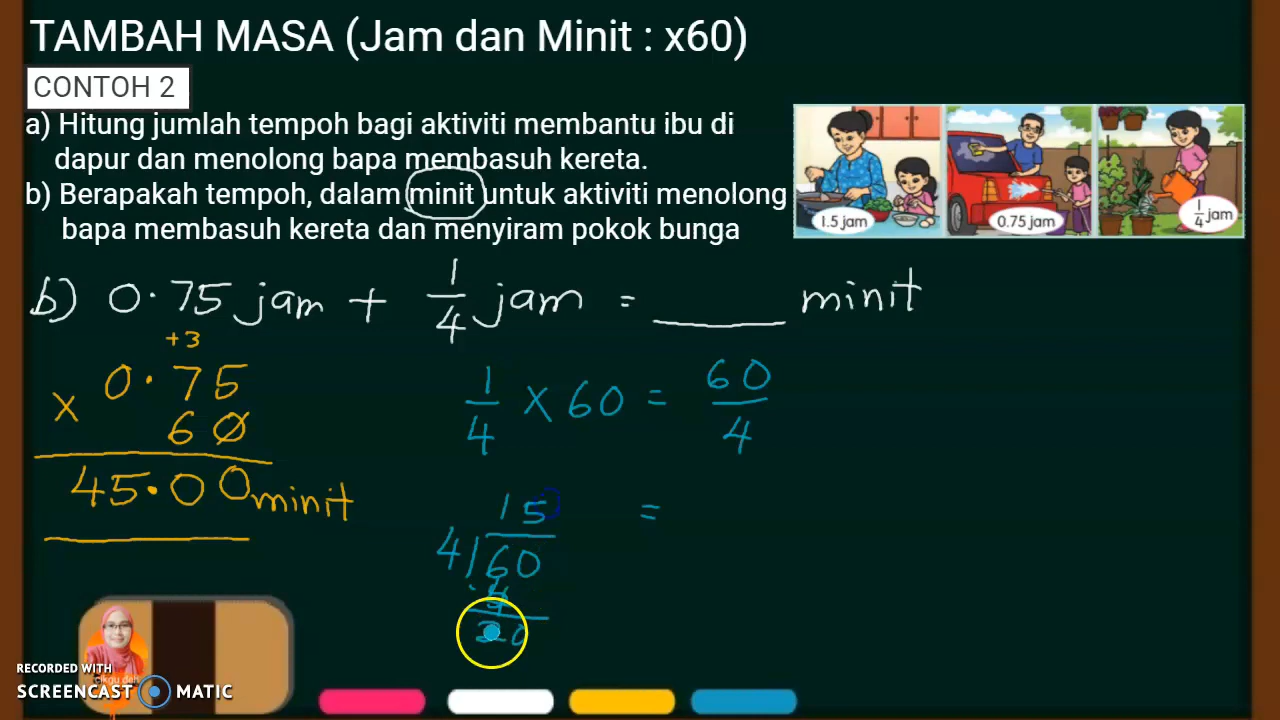 TAMBAH MASA (Jam dan Minit : x60)
CONTOH 2
a) Hitung jumlah tempoh bagi aktiviti membantu ibu di
dapur dan menolong bapa membasuh kereta.
b) Berapakah tempoh, dalam minit untuk aktiviti menolong
bapa membasuh kereta dan menyiram pokok bunga
1.5 jam
0.75 jam
1/4 jam
b) 0.75 jam + 1/4 jam = ____ minit
+3
0.75
x 60
45.00 minit
1/4 x 60 = 60/4
=
15
4 60
4
20
RECORDED WITH
SCREENCAST MATIC